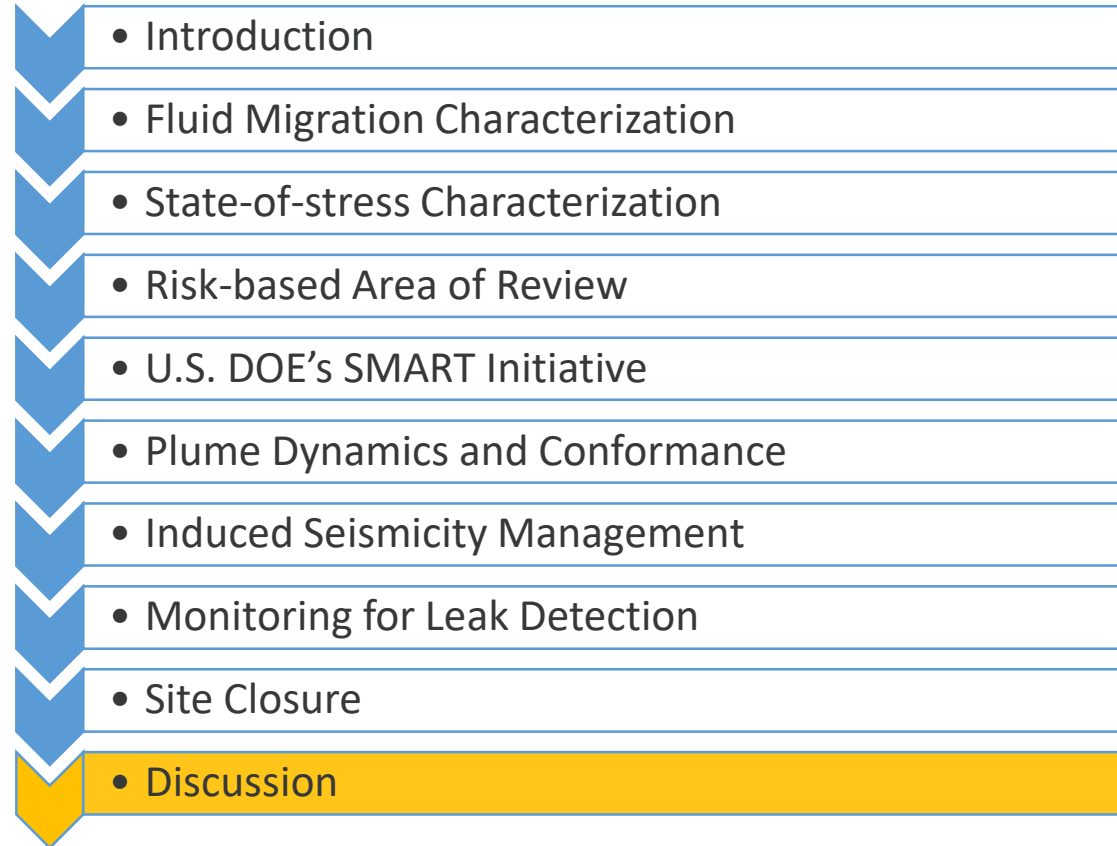 • Introduction
• Fluid Migration Characterization
• State-of-stress Characterization
• Risk-based Area of Review
• U.S. DOE’s SMART Initiative
• Plume Dynamics and Conformance
• Induced Seismicity Management
• Monitoring for Leak Detection
• Site Closure
• Discussion